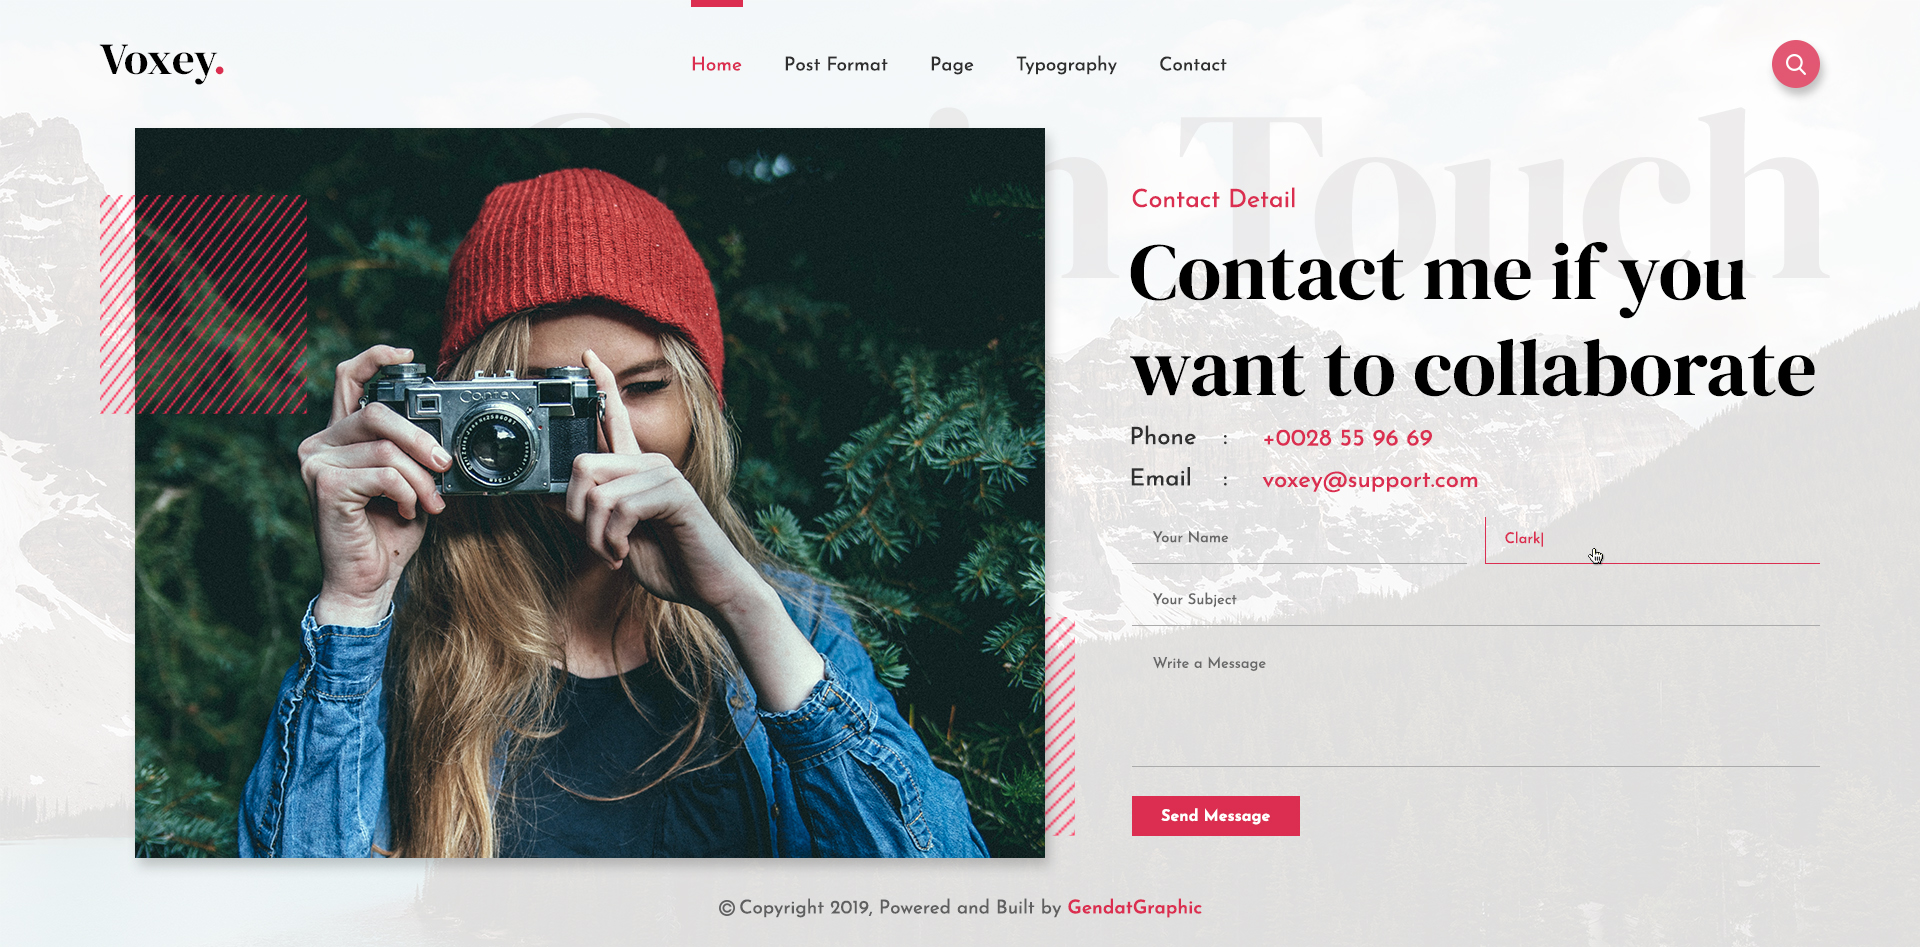 Voxey.
Home Post Format Page Typography Contact
in Touch
Contact Detail
Contact me if you
want to collaborate
Phone : +0028 55 96 69
Email : voxey@support.com
Your Name Clark
Your Subject
Write a Message
Send Message
Contax
© Copyright 2019, Powered and Built by GendatGraphic